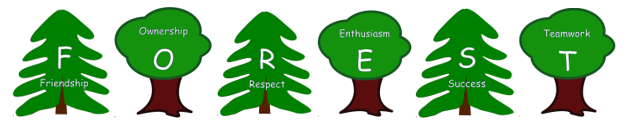 F
Friendship
Ownership
O
R
Respect
Enthusiasm
E
S
Success
Teamwork
T